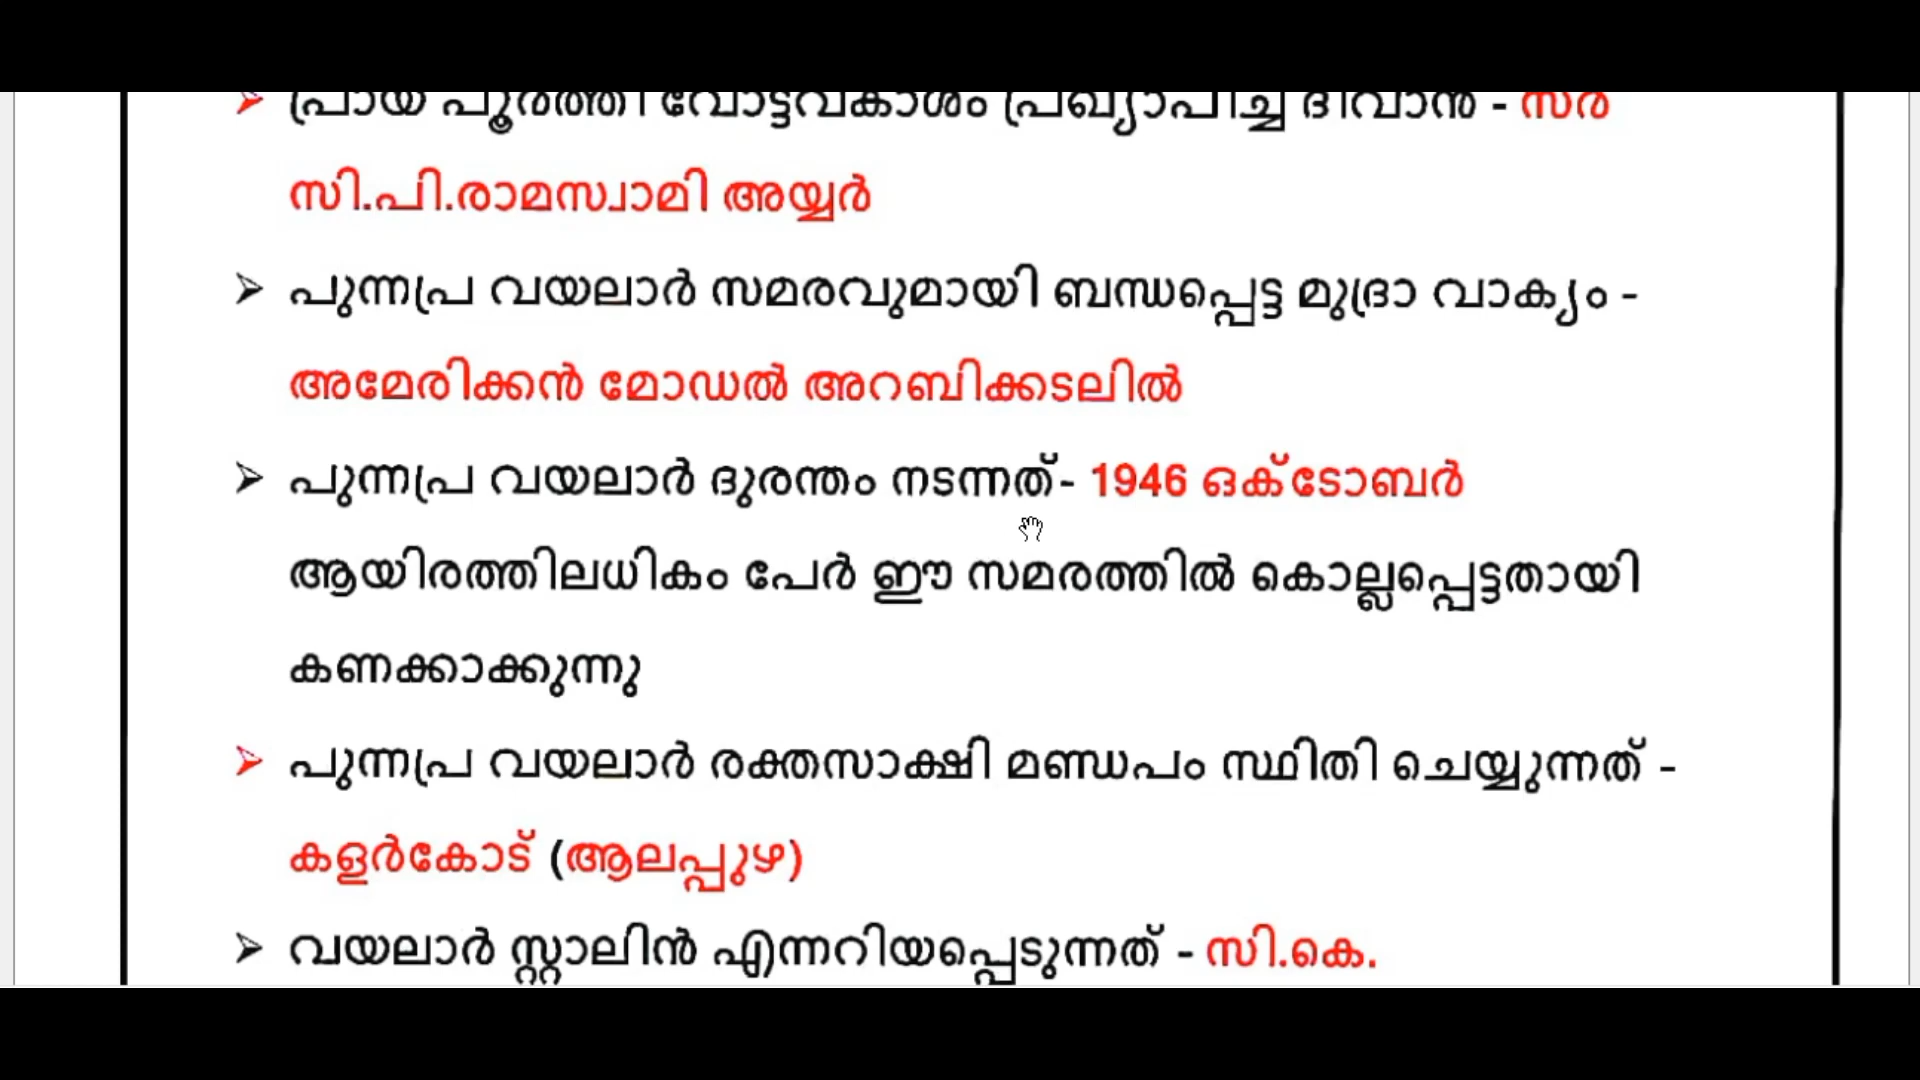 പ്രായ പൂർത്തി വോട്ടവകാശം പ്രഖ്യാപിച്ച ദിവാൻ - സർ
സി.പി.രാമസ്വാമി അയ്യർ
➢ പുന്നപ്ര വയലാർ സമരവുമായി ബന്ധപ്പെട്ട മുദ്രാ വാക്യം -
അമേരിക്കൻ മോഡൽ അറബിക്കടലിൽ
➢ പുന്നപ്ര വയലാർ ദുരന്തം നടന്നത്- 1946 ഒക്ടോബർ
ആയിരത്തിലധികം പേർ ഈ സമരത്തിൽ കൊല്ലപ്പെട്ടതായി
കണക്കാക്കുന്നു
➢ പുന്നപ്ര വയലാർ രക്തസാക്ഷി മണ്ഡപം സ്ഥിതി ചെയ്യുന്നത് -
കളർകോട് (ആലപ്പുഴ)
➢ വയലാർ സ്റ്റാലിൻ എന്നറിയപ്പെടുന്നത് - സി.കെ.